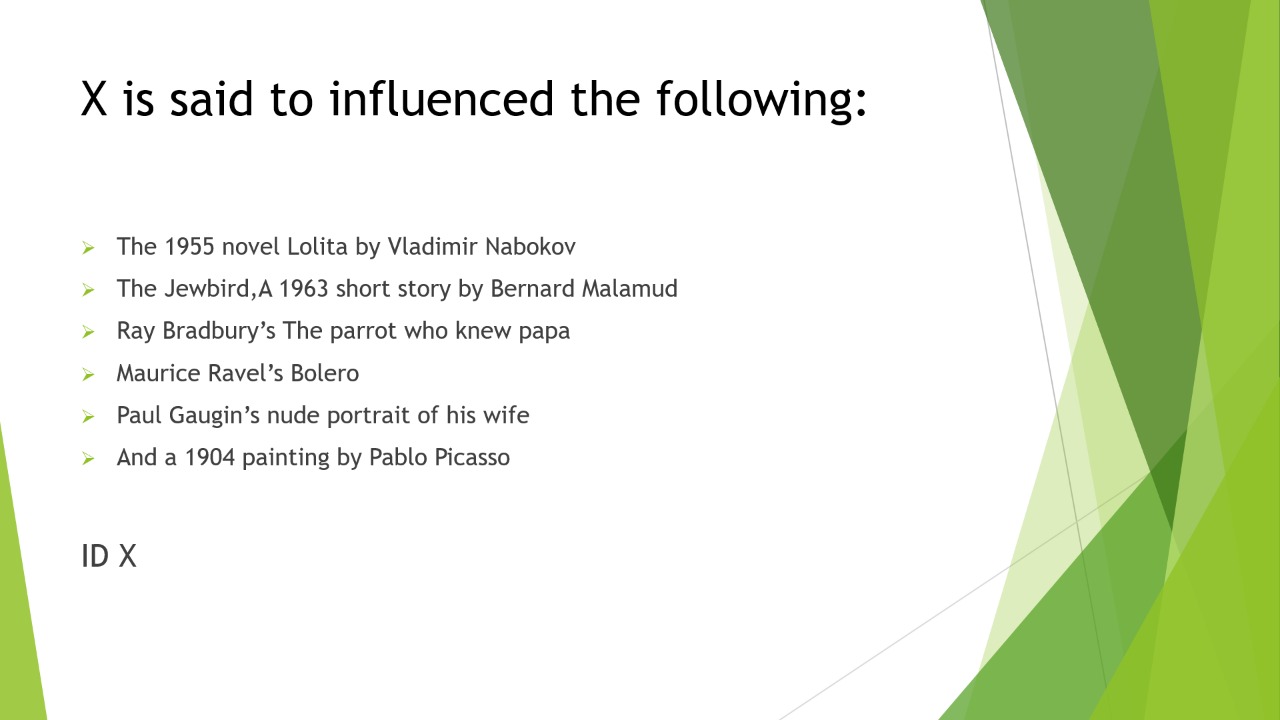 X is said to influenced the following:
The 1955 novel Lolita by Vladimir Nabokov
The Jewbird,A 1963 short story by Bernard Malamud
Ray Bradbury’s The parrot who knew papa
Maurice Ravel’s Bolero
Paul Gaugin’s nude portrait of his wife
And a 1904 painting by Pablo Picasso
ID X